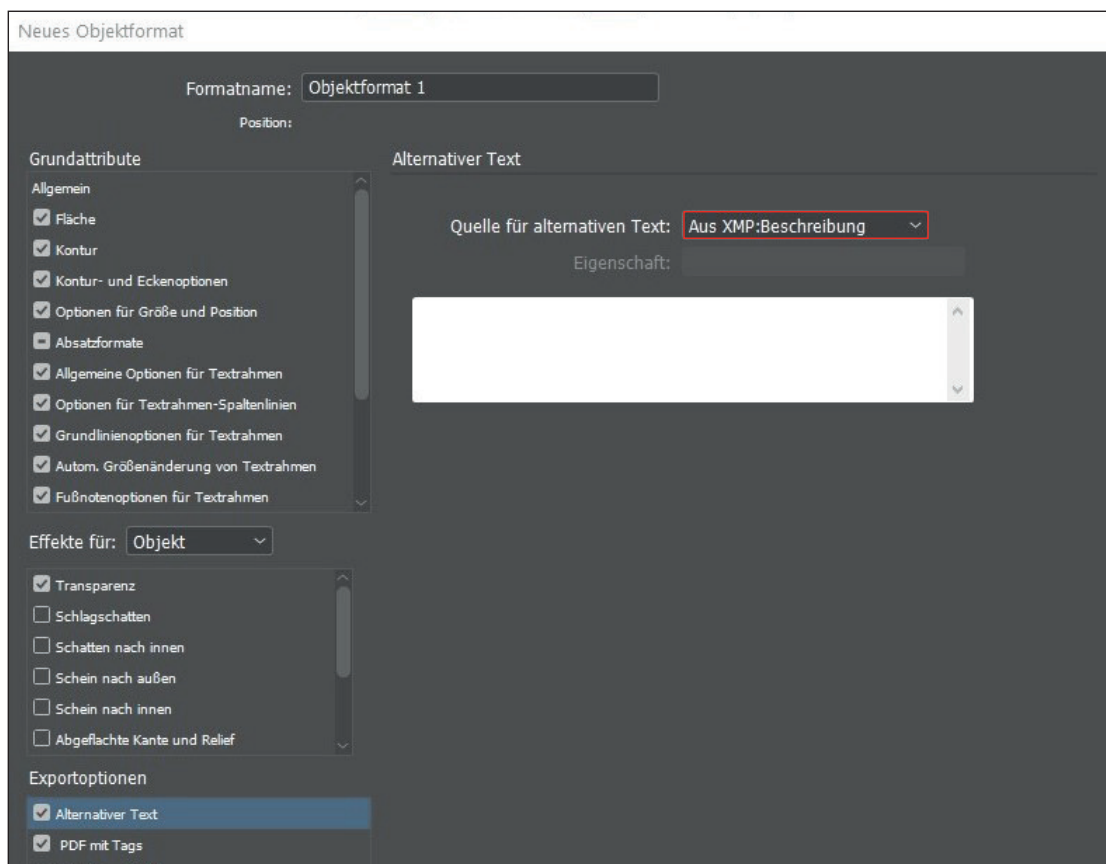 Neues Objektformat
Formatname: Objektformat 1
Position:
Grundattribute
Allgemein
Fläche
Kontur
Kontur- und Eckenoptionen
Optionen für Größe und Position
Absatzformate
Allgemeine Optionen für Textrahmen
Optionen für Textrahmen-Spaltenlinien
Grundlinienoptionen für Textrahmen
Autom. Größenänderung von Textrahmen
Fußnotenoptionen für Textrahmen
Effekte für: Objekt
Transparenz
Schlagschatten
Schatten nach innen
Schein nach außen
Schein nach innen
Abgeflachte Kante und Relief
Exportoptionen
Alternativer Text
PDF mit Tags
Alternativer Text
Quelle für alternativen Text: Aus XMP:Beschreibung
Eigenschaft: